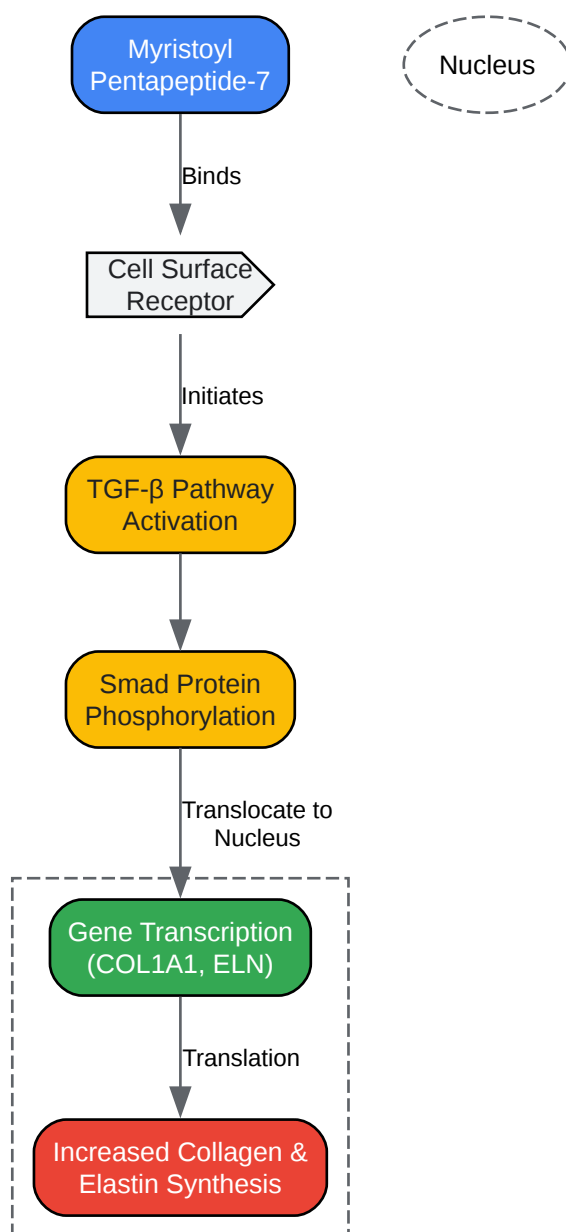 Myristoyl
Pentapeptide-7
Nucleus
Binds
Cell Surface
Receptor
Initiates
TGF-β Pathway
Activation
Smad Protein
Phosphorylation
Translocate to
Nucleus
Gene Transcription
(COL1A1, ELN)
Translation
Increased Collagen &
Elastin Synthesis